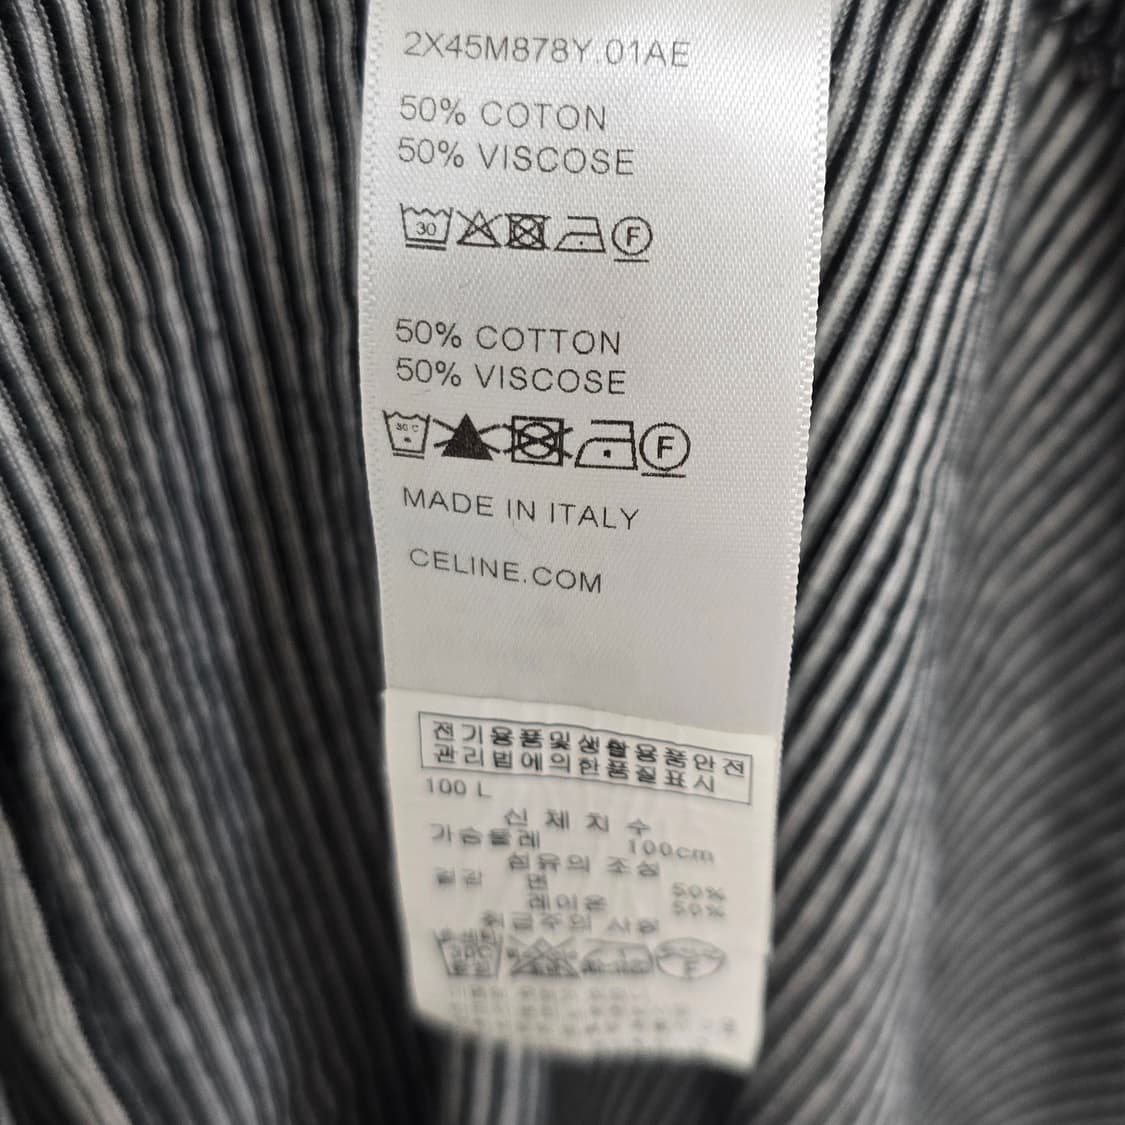 2X45M878Y.01AE
50% COTON
50% VISCOSE
30
F
50% COTTON
50% VISCOSE
30°C
F
MADE IN ITALY
CELINE.COM
전기용품및생활용품안전
관리법에의한품질표시
100 L
신체치수
가슴둘레 100cm
섬유의 조성
겉감 면 50%
레이온 50%
취급주의 사항
F